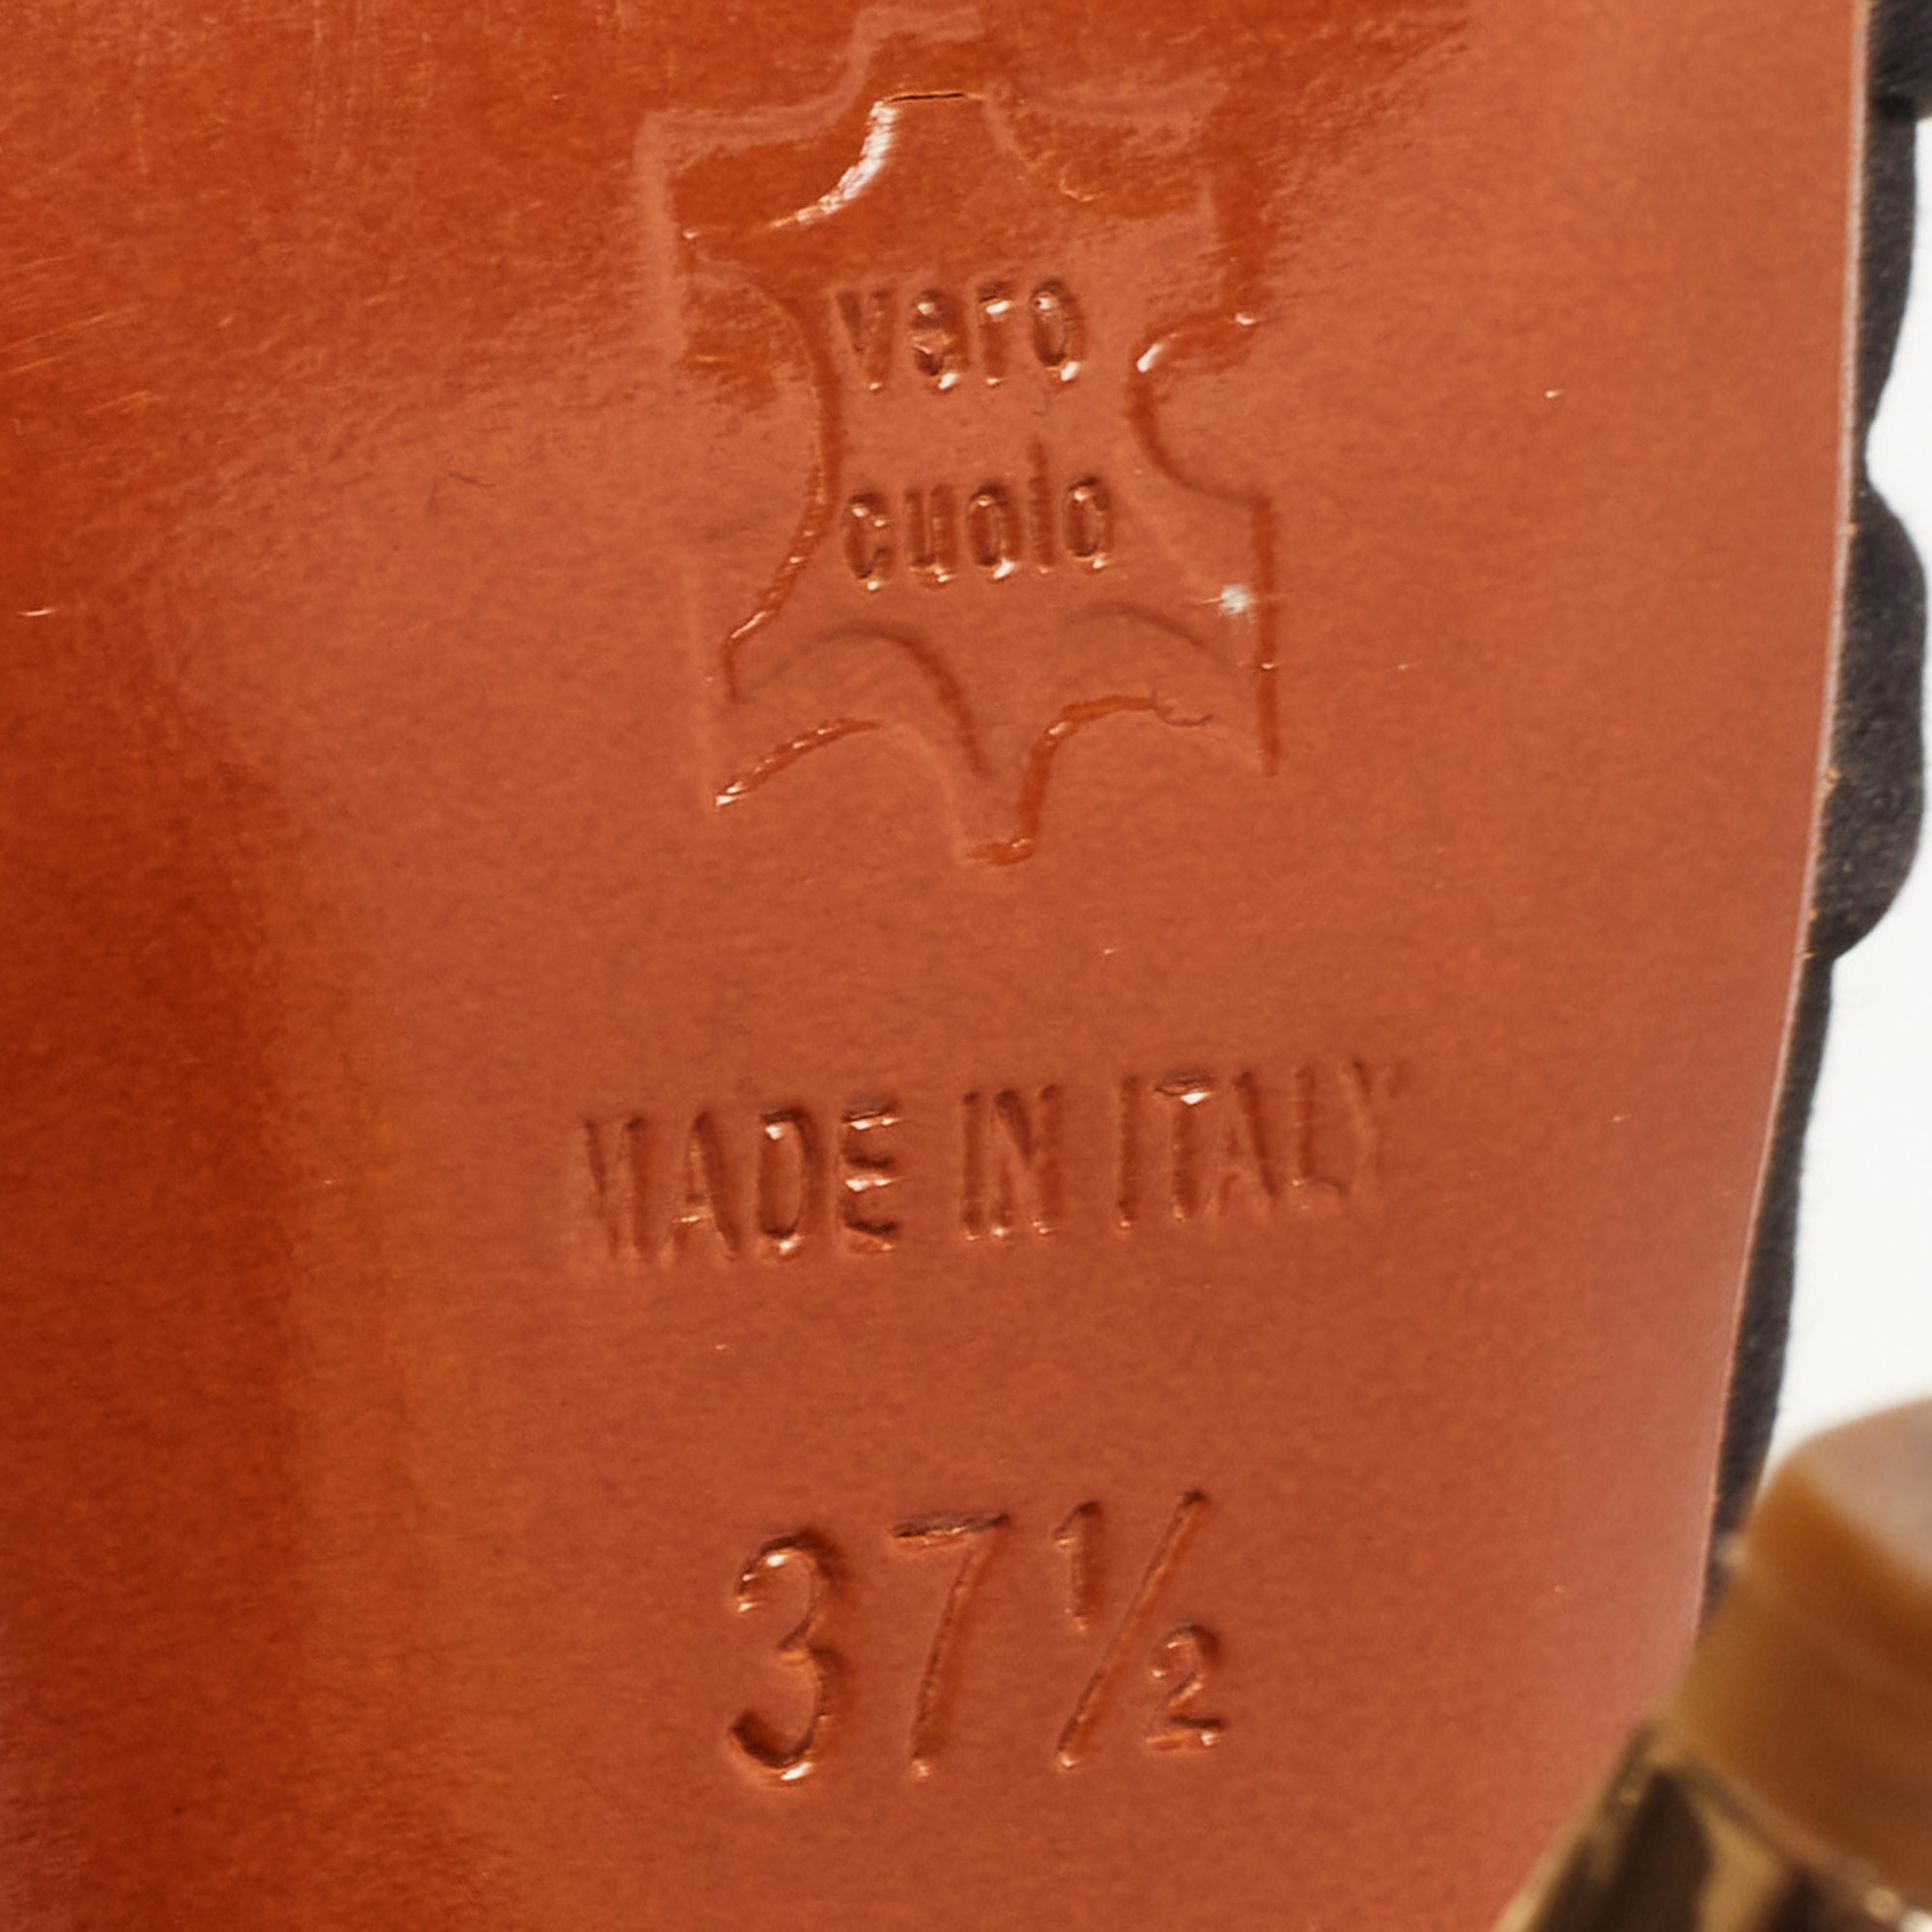 vero
cuoio
MADE IN ITALY
37½